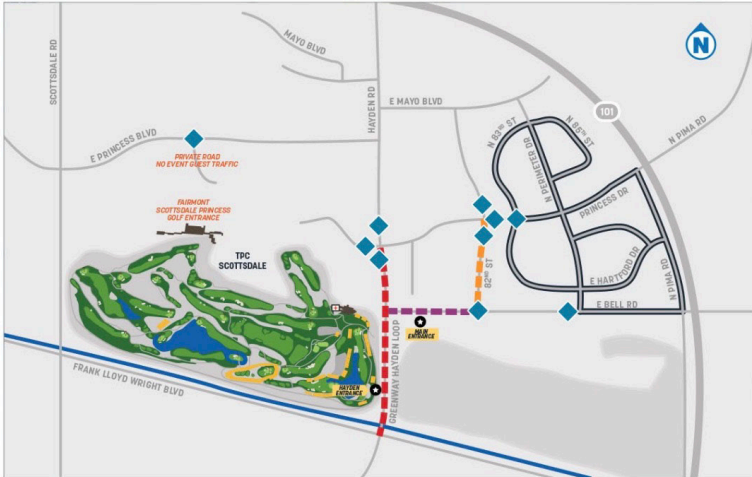 MAYO BLVD
N
SCOTTSDALE RD
HAYDEN RD
E MAYO BLVD
101
N PIMA RD
N 83RD ST
N 86TH ST
N PERIMETER DR
E PRINCESS BLVD
PRIVATE ROAD
NO EVENT GUEST TRAFFIC
PRINCESS DR
FAIRMONT
SCOTTSDALE PRINCESS
GOLF ENTRANCE
TPC
SCOTTSDALE
82ND ST
E HARTFORD DR
N PIMA RD
E BELL RD
MAIN
ENTRANCE
GREENWAY HAYDEN LOOP
HAYDEN
ENTRANCE
FRANK LLOYD WRIGHT BLVD